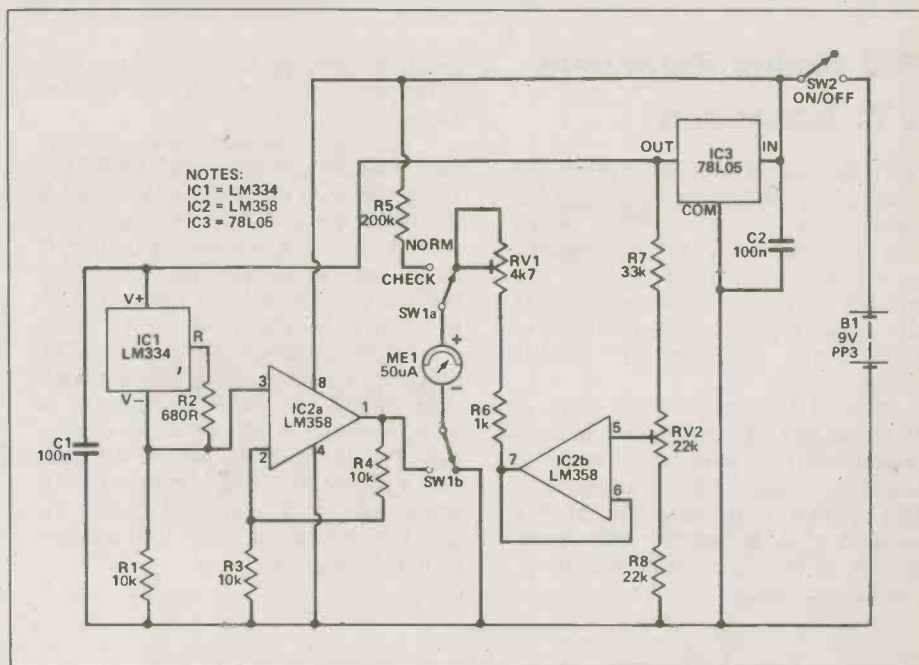 SW2
ON/OFF
OUT
IC3
78L05
IN
COM
NOTES:
IC1 = LM334
IC2 = LM358
IC3 = 78L05
R5
200k
NORM
CHECK
RV1
4k7
R7
33k
C2
100n
SW1a
V+
IC1
LM334
R
V–
R2
680R
ME1
50uA
+
–
B1
9V
PP3
3
8
IC2a
LM358
1
2
4
C1
100n
R4
10k
R6
1k
5
7
IC2b
LM358
6
RV2
22k
SW1b
R1
10k
R3
10k
R8
22k